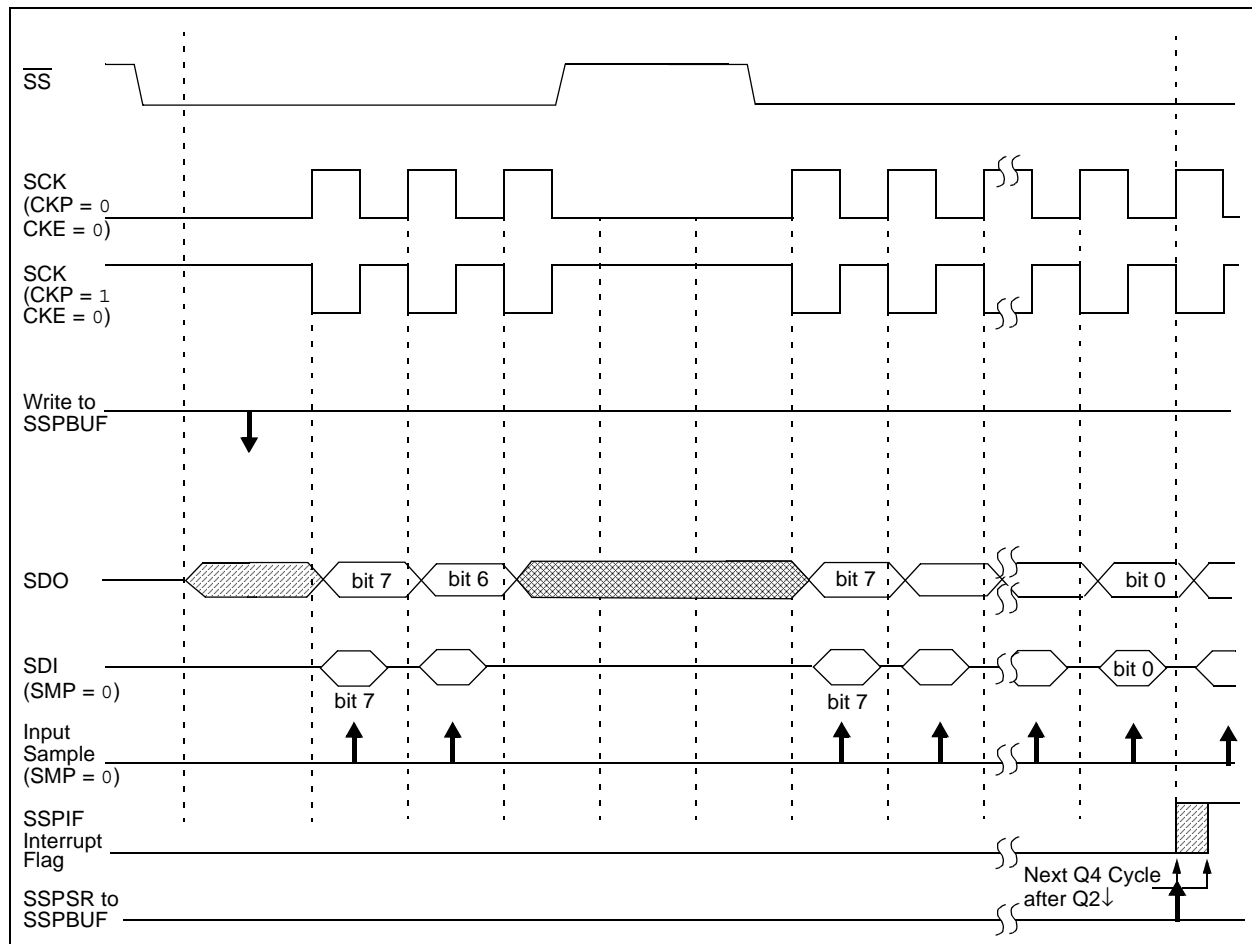 SS
SCK
(CKP = 0
CKE = 0)
SCK
(CKP = 1
CKE = 0)
Write to
SSPBUF
SDO
bit 7
bit 6
bit 7
bit 0
SDI
(SMP = 0)
bit 7
bit 7
bit 0
Input
Sample
(SMP = 0)
SSPIF
Interrupt
Flag
Next Q4 Cycle
after Q2↓
SSPSR to
SSPBUF